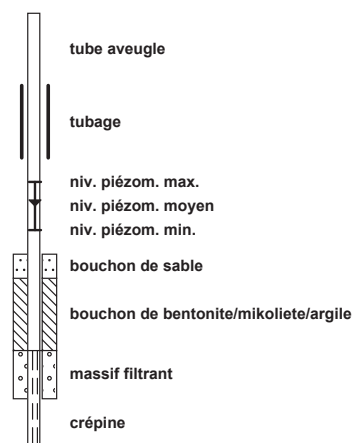 tube aveugle
tubage
niv. piézom. max.
niv. piézom. moyen
niv. piézom. min.
bouchon de sable
bouchon de bentonite/mikoliete/argile
massif filtrant
crépine